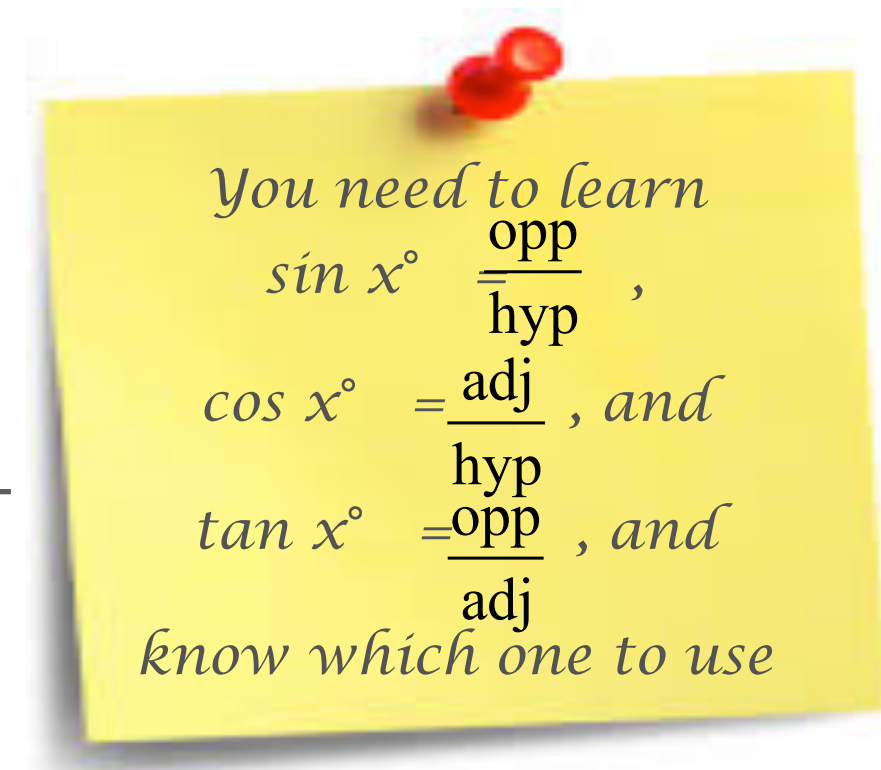 You need to learn
sin x° = opp/hyp ,
cos x° = adj/hyp , and
tan x° = opp/adj , and
know which one to use